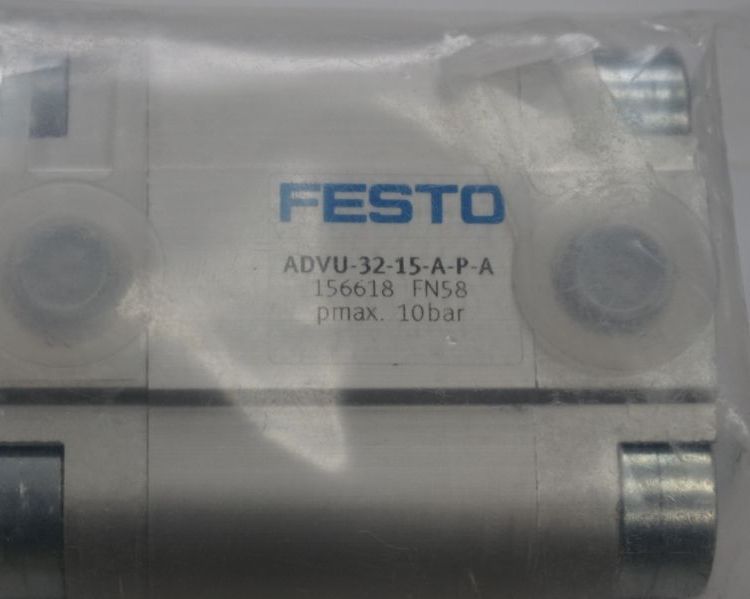 FESTO
ADVU-32-15-A-P-A
156618 FN58
pmax. 10bar